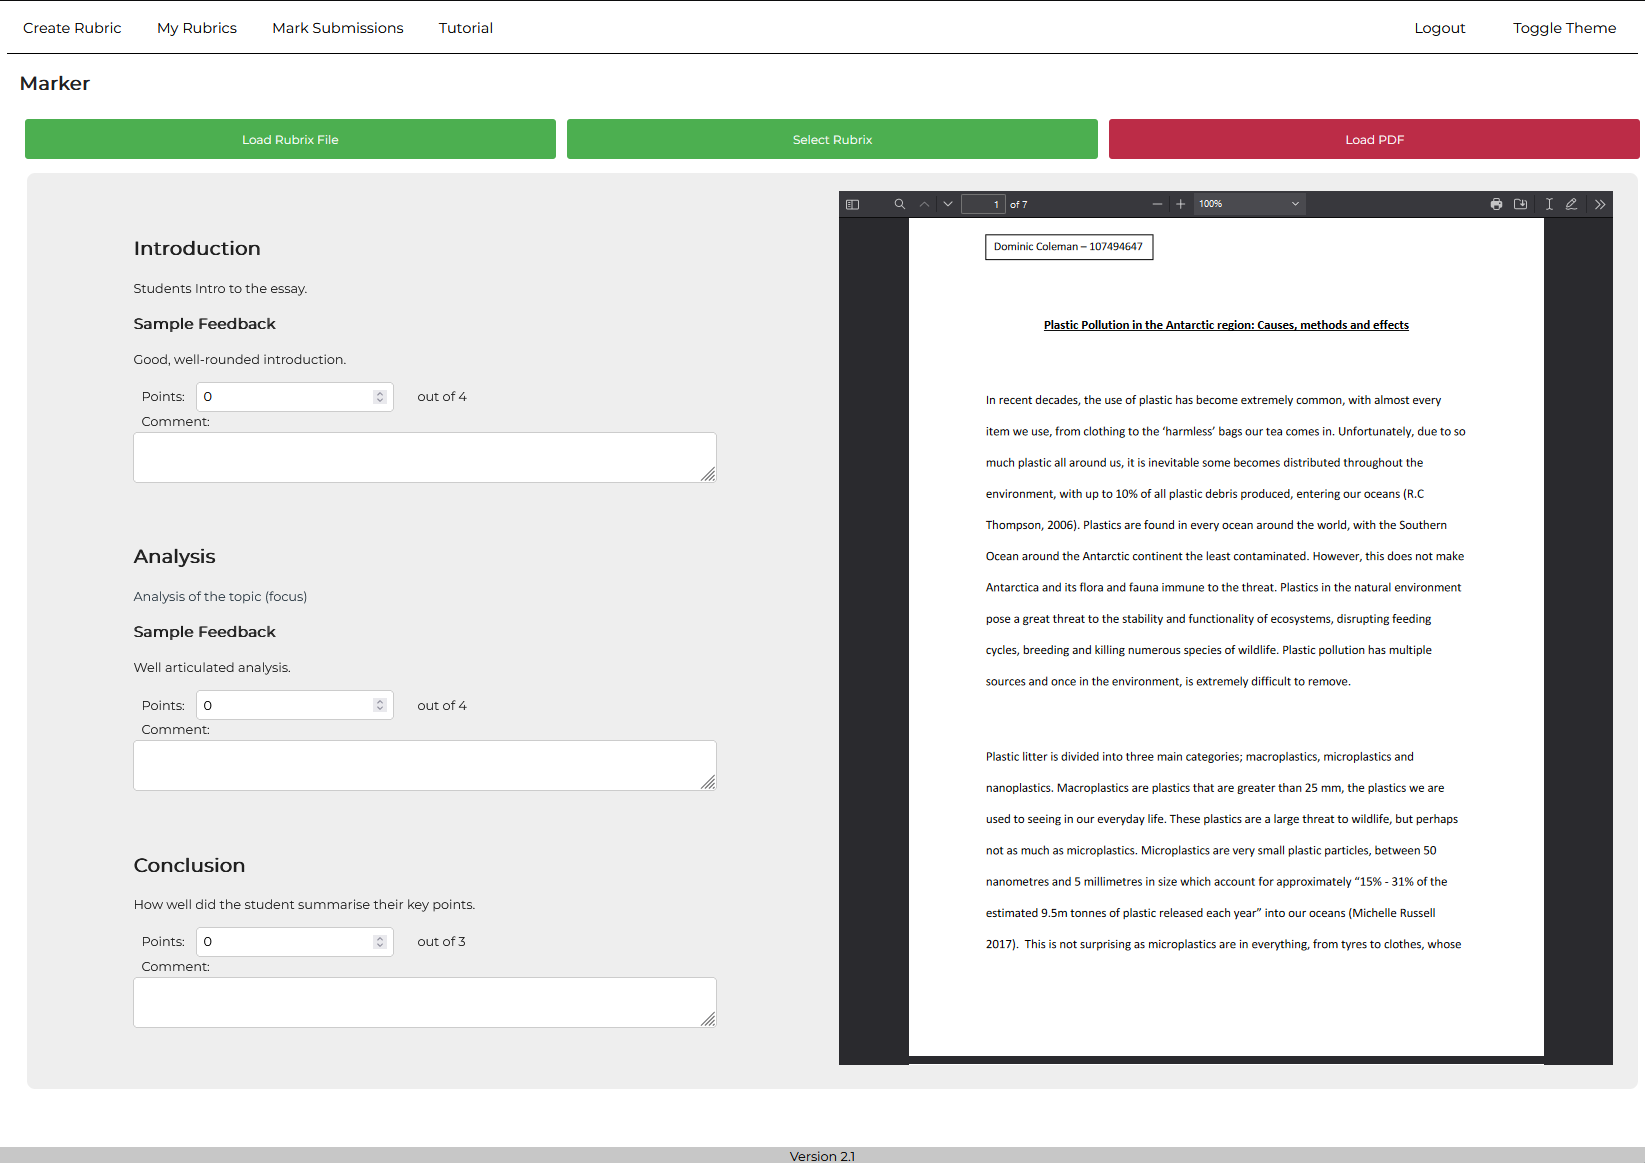 Create Rubric My Rubrics Mark Submissions Tutorial Logout Toggle Theme
Marker
Load Rubrix File Select Rubrix Load PDF
Introduction
Students Intro to the essay.
Sample Feedback
Good, well-rounded introduction.
Points: 0 out of 4
Comment:
Analysis
Analysis of the topic (focus)
Sample Feedback
Well articulated analysis.
Points: 0 out of 4
Comment:
Conclusion
How well did the student summarise their key points.
Points: 0 out of 3
Comment:
1 of 7 100%
Dominic Coleman – 107494647
Plastic Pollution in the Antarctic region: Causes, methods and effects
In recent decades, the use of plastic has become extremely common, with almost every
item we use, from clothing to the ‘harmless’ bags our tea comes in. Unfortunately, due to so
much plastic all around us, it is inevitable some becomes distributed throughout the
environment, with up to 10% of all plastic debris produced, entering our oceans (R.C
Thompson, 2006). Plastics are found in every ocean around the world, with the Southern
Ocean around the Antarctic continent the least contaminated. However, this does not make
Antarctica and its flora and fauna immune to the threat. Plastics in the natural environment
pose a great threat to the stability and functionality of ecosystems, disrupting feeding
cycles, breeding and killing numerous species of wildlife. Plastic pollution has multiple
sources and once in the environment, is extremely difficult to remove.
Plastic litter is divided into three main categories; macroplastics, microplastics and
nanoplastics. Macroplastics are plastics that are greater than 25 mm, the plastics we are
used to seeing in our everyday life. These plastics are a large threat to wildlife, but perhaps
not as much as microplastics. Microplastics are very small plastic particles, between 50
nanometres and 5 millimetres in size which account for approximately “15% - 31% of the
estimated 9.5m tonnes of plastic released each year” into our oceans (Michelle Russell
2017).  This is not surprising as microplastics are in everything, from tyres to clothes, whose
Version 2.1